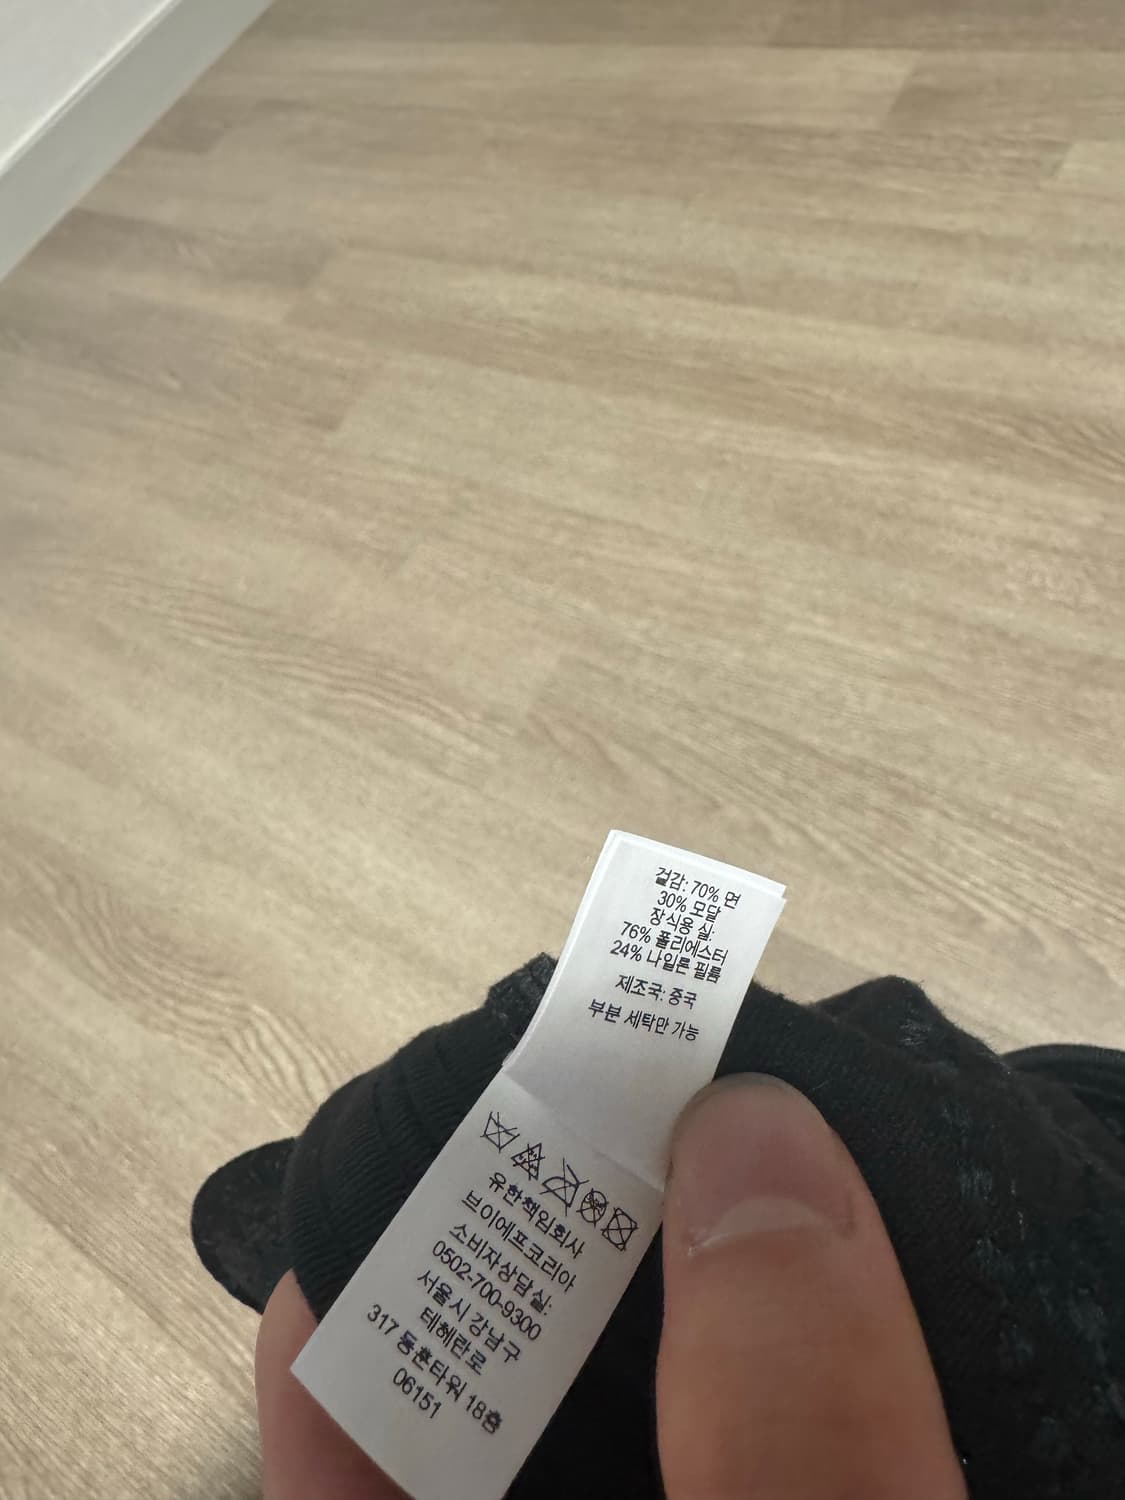 겉감: 70% 면
30% 모달
장식용 실:
76% 폴리에스터
24% 나일론 필름
제조국: 중국
부분 세탁만 가능
유한책임회사
브이에프코리아
소비자상담실:
0502-700-9300
서울시 강남구
테헤란로
317 동훈타워 18층
06151